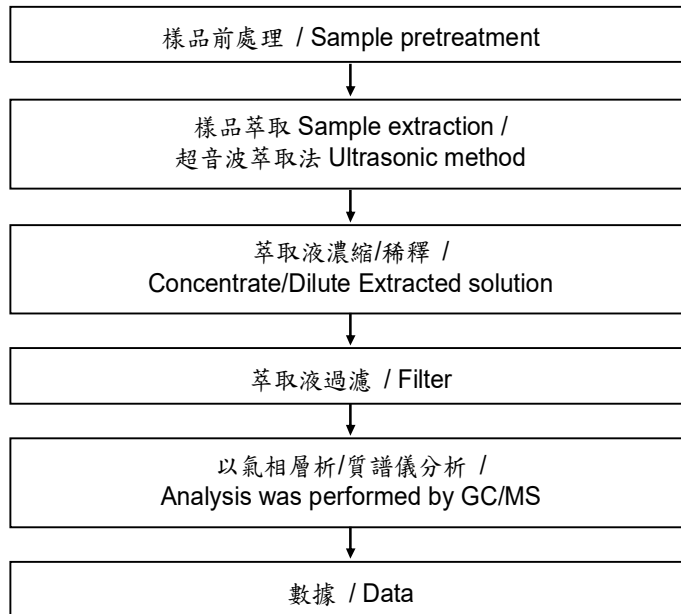 樣品前處理 / Sample pretreatment
樣品萃取 Sample extraction /
超音波萃取法 Ultrasonic method
萃取液濃縮/稀釋 /
Concentrate/Dilute Extracted solution
萃取液過濾 / Filter
以氣相層析/質譜儀分析 /
Analysis was performed by GC/MS
數據 / Data